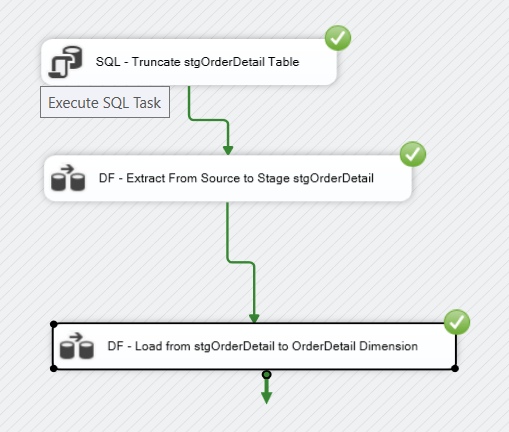 SQL - Truncate stgOrderDetail Table
Execute SQL Task
DF - Extract From Source to Stage stgOrderDetail
DF - Load from stgOrderDetail to OrderDetail Dimension